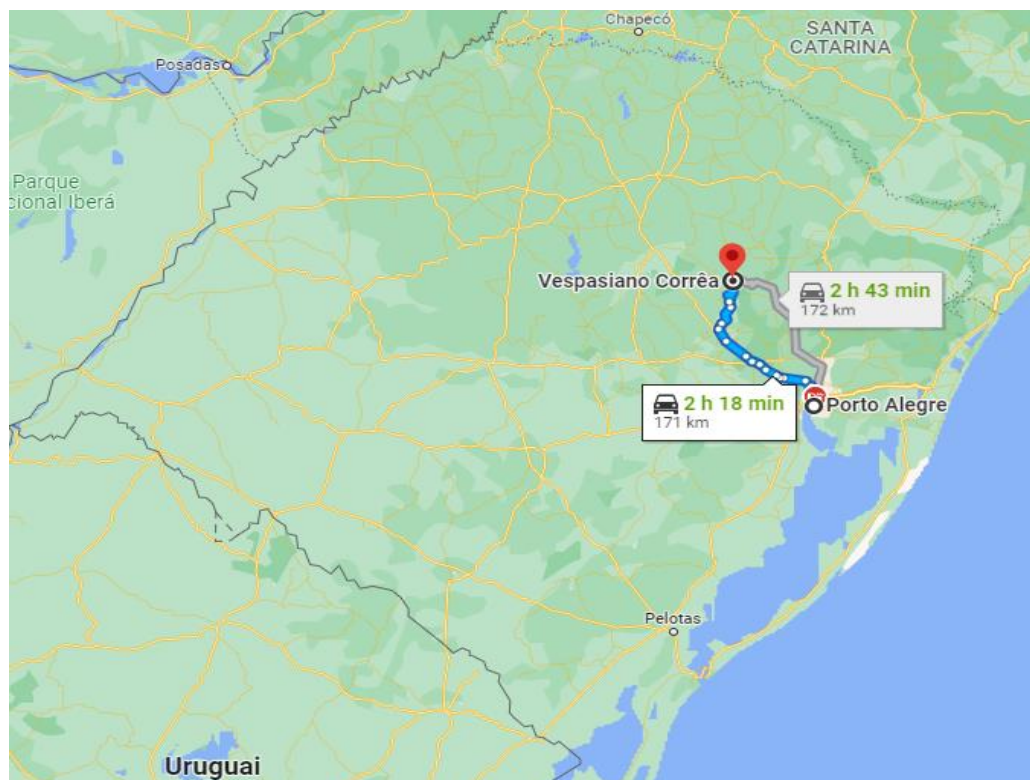 Chapecó
SANTA
CATARINA
Posadas
Parque
cional Iberá
Vespasiano Corrêa
2 h 43 min
172 km
2 h 18 min
171 km
Porto Alegre
Pelotas
Uruguai